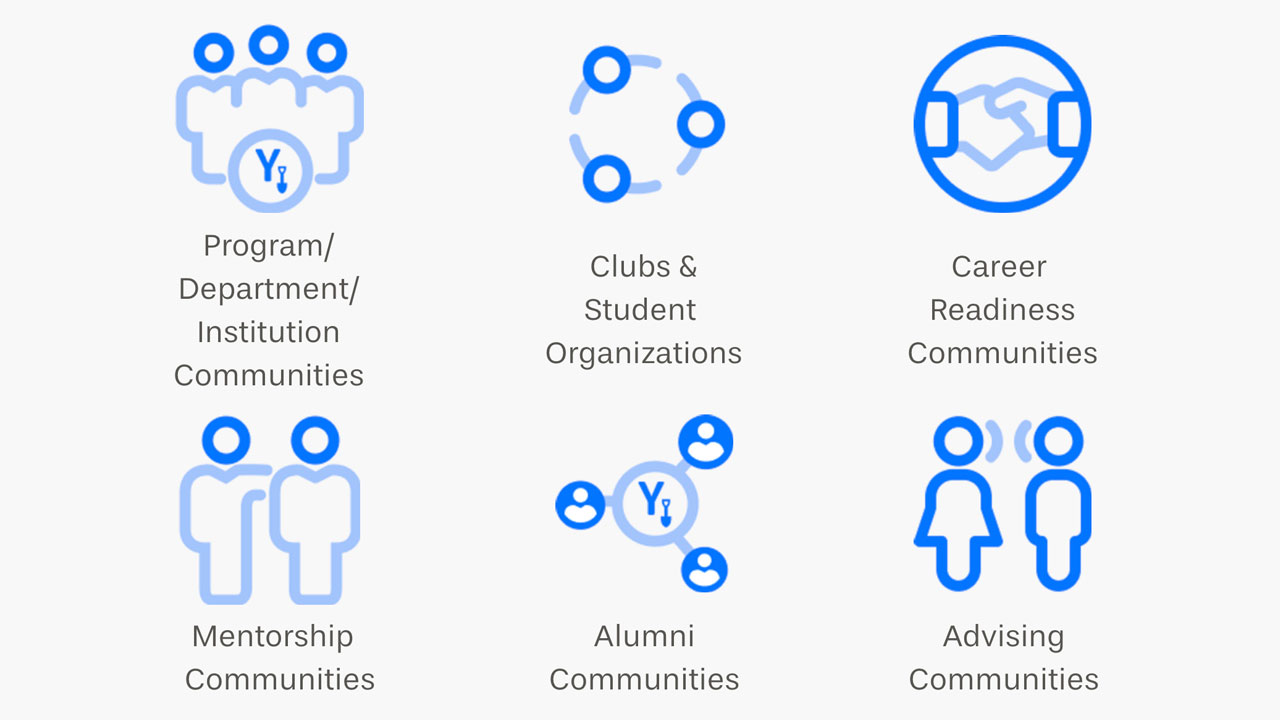 Y
Program/
Department/
Institution
Communities
Clubs &
Student
Organizations
Career
Readiness
Communities
Mentorship
Communities
Y
Alumni
Communities
Advising
Communities